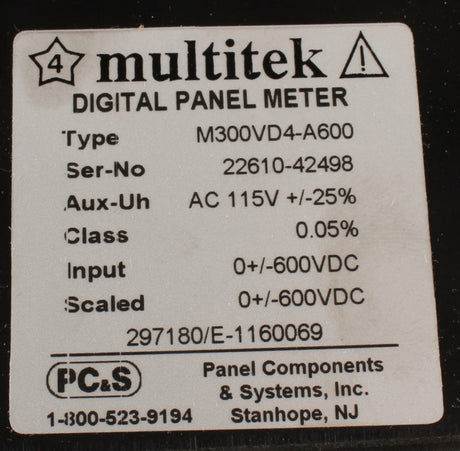 4 multitek
DIGITAL PANEL METER
Type M300VD4-A600
Ser-No 22610-42498
Aux-Uh AC 115V +/-25%
Class 0.05%
Input 0+/-600VDC
Scaled 0+/-600VDC
297180/E-1160069
PC&S Panel Components
& Systems, Inc.
1-800-523-9194 Stanhope, NJ